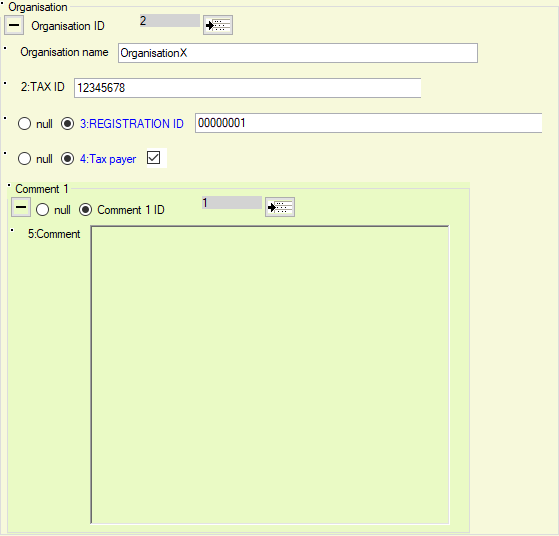 Organisation
Organisation ID 2
Organisation name OrganisationX
2:TAX ID 12345678
null 3:REGISTRATION ID 00000001
null 4:Tax payer
Comment 1
null Comment 1 ID 1
5:Comment